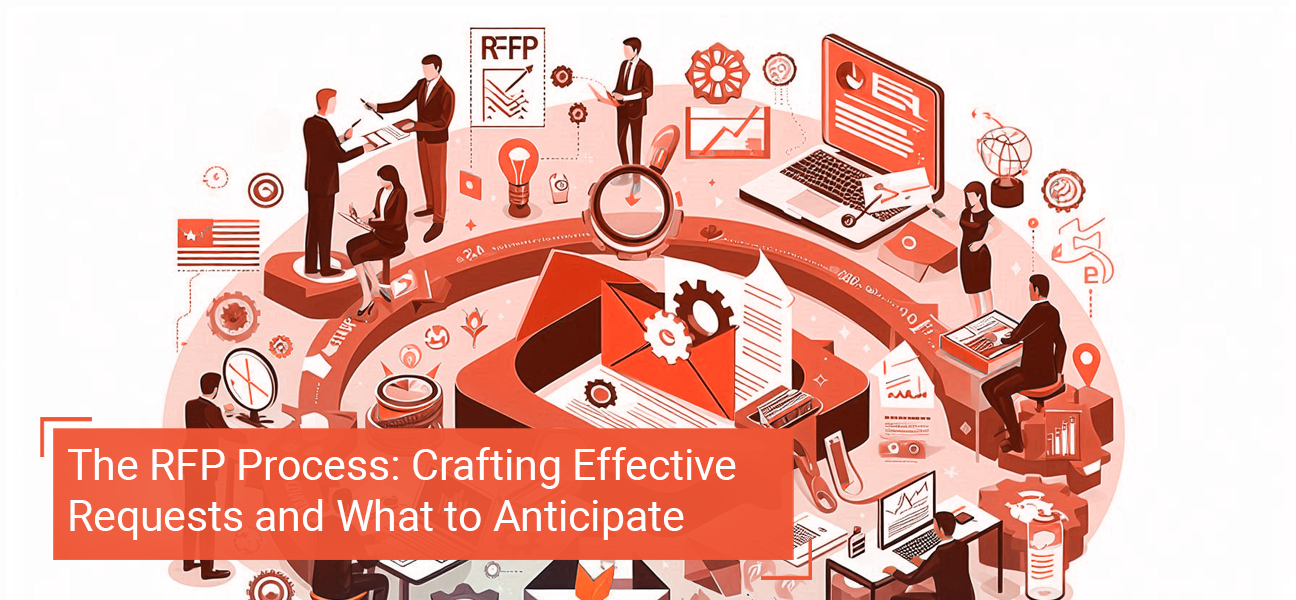 RFP
The RFP Process: Crafting Effective
Requests and What to Anticipate